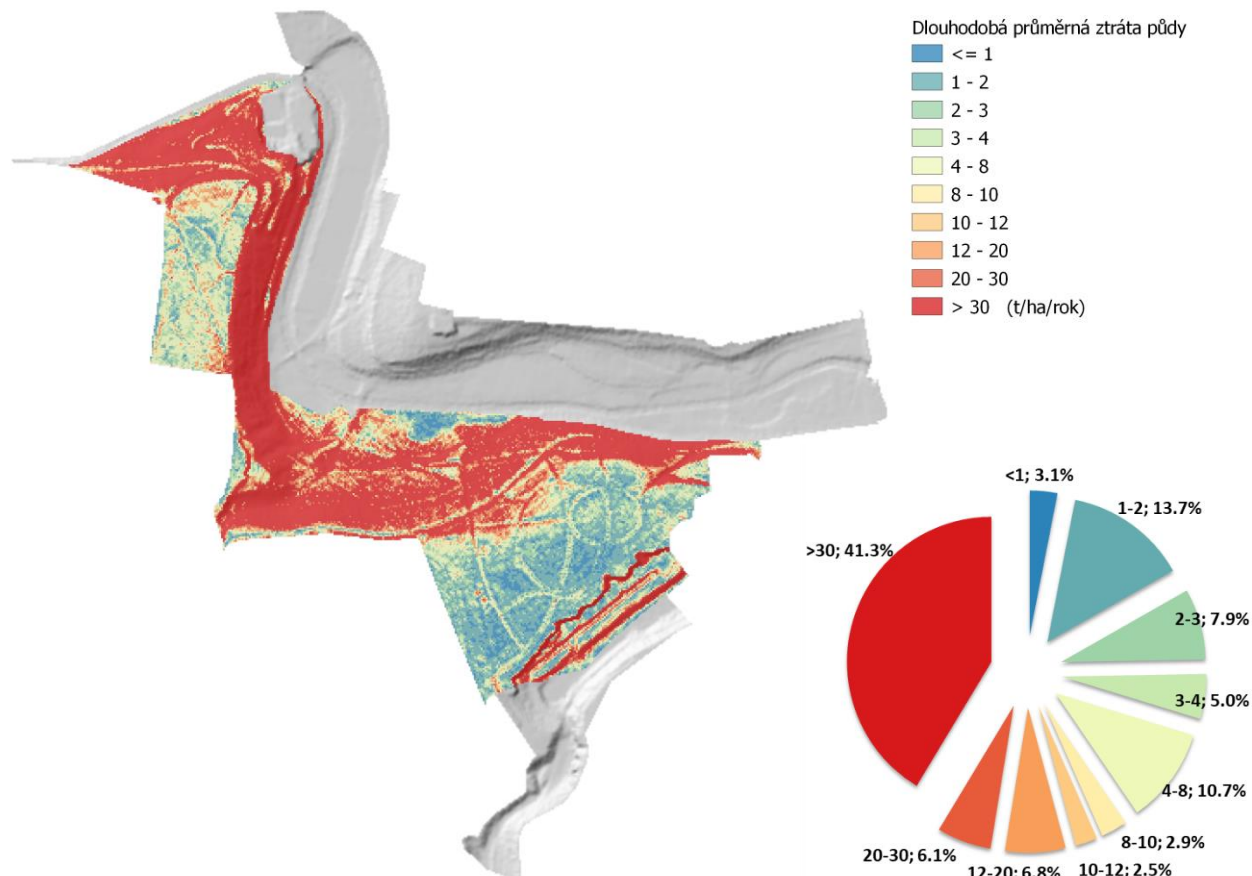 Dlouhodobá průměrná ztráta půdy
<= 1
1 - 2
2 - 3
3 - 4
4 - 8
8 - 10
10 - 12
12 - 20
20 - 30
> 30 (t/ha/rok)
<1; 3.1%
1-2; 13.7%
>30; 41.3%
2-3; 7.9%
3-4; 5.0%
4-8; 10.7%
8-10; 2.9%
20-30; 6.1%
12-20; 6.8%
10-12; 2.5%